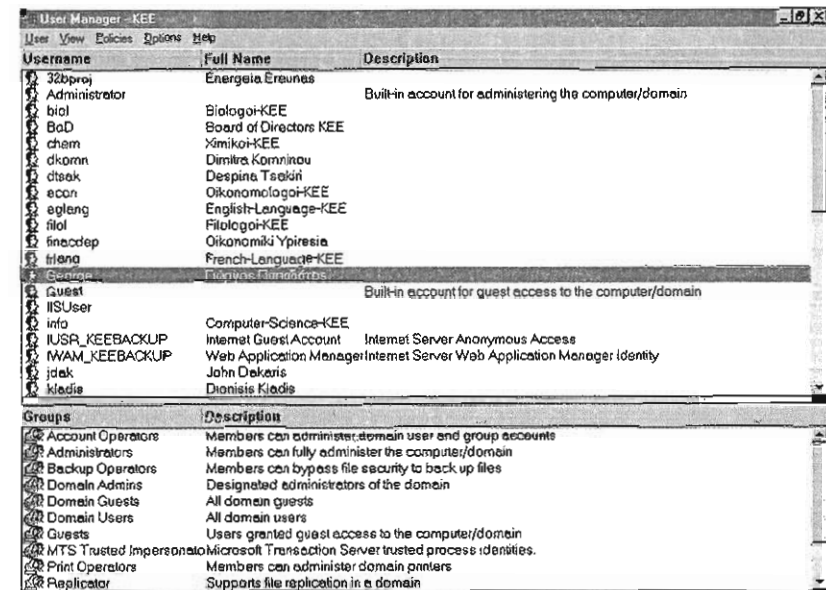 User Manager - KEE
User View Policies Options Help
Username Full Name Description
32bproj Energeia Ereunas
Administrator Built-in account for administering the computer/domain
biol Biologoi-KEE
BoD Board of Directors KEE
chem Ximikoi-KEE
dkomn Dimitra Komninou
dtsak Despina Tsakiri
econ Oikonomologoi-KEE
eglang English-Language-KEE
filol Filologoi-KEE
finacdep Oikonomiki Ypiresia
frlang French-Language-KEE
George Γιώργος
Guest Built-in account for guest access to the computer/domain
IISUser
info Computer-Science-KEE
IUSR_KEEBACKUP Internet Guest Account Internet Server Anonymous Access
IWAM_KEEBACKUP Web Application Manager Internet Server Web Application Manager identity
jdak John Dakaris
kladis Dionisis Kladis
Groups Description
Account Operators Members can administer domain user and group accounts
Administrators Members can fully administer the computer/domain
Backup Operators Members can bypass file security to back up files
Domain Admins Designated administrators of the domain
Domain Guests All domain guests
Domain Users All domain users
Guests Users granted guest access to the computer/domain
MTS Trusted Impersonato Microsoft Transaction Server trusted process identities.
Print Operators Members can administer domain printers
Replicator Supports file replication in a domain